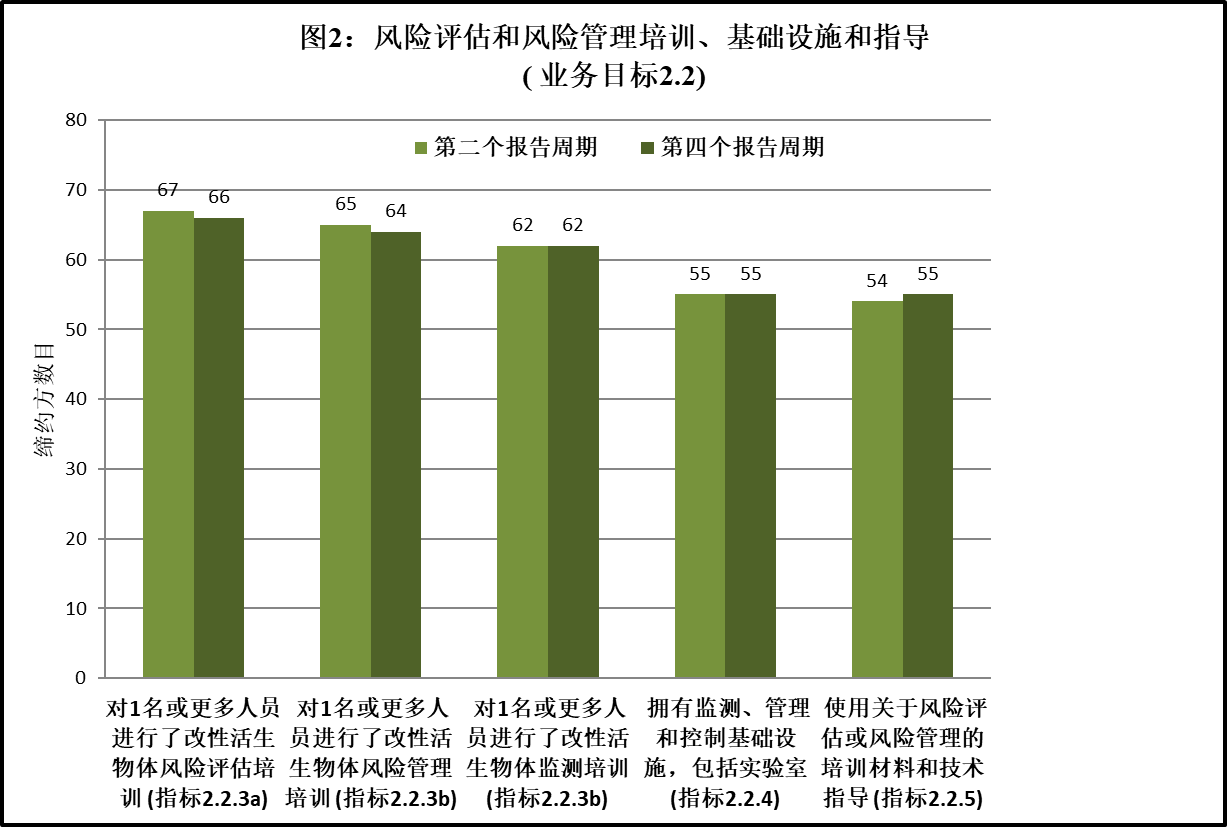 图2：风险评估和风险管理培训、基础设施和指导
( 业务目标2.2)
第二个报告周期
第四个报告周期
缔约方数目
80
70
60
50
40
30
20
10
0
67
66
65
64
62
62
55
55
54
55
对1名或更多人员
进行了改性活生
物体风险评估培
训 (指标2.2.3a)
对1名或更多人
员进行了改性活
生物体风险管理
培训 (指标2.2.3b)
对1名或更多人
员进行了改性活
生物体监测培训
(指标2.2.3b)
拥有监测、管理
和控制基础设
施，包括实验室
(指标2.2.4)
使用关于风险评
估或风险管理的
培训材料和技术
指导 (指标2.2.5)